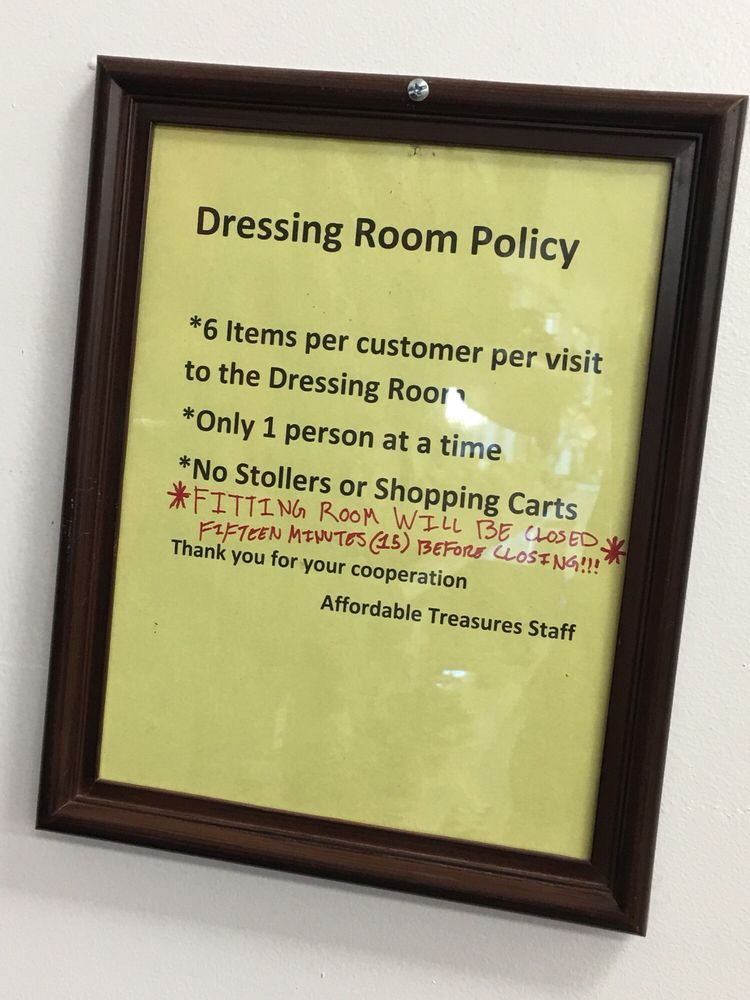 Dressing Room Policy
*6 Items per customer per visit
to the Dressing Room
*Only 1 person at a time
*No Stollers or Shopping Carts
*FITTING ROOM WILL BE CLOSED
FIFTEEN MINUTES (15) BEFORE CLOSING!!! *
Thank you for your cooperation
Affordable Treasures Staff